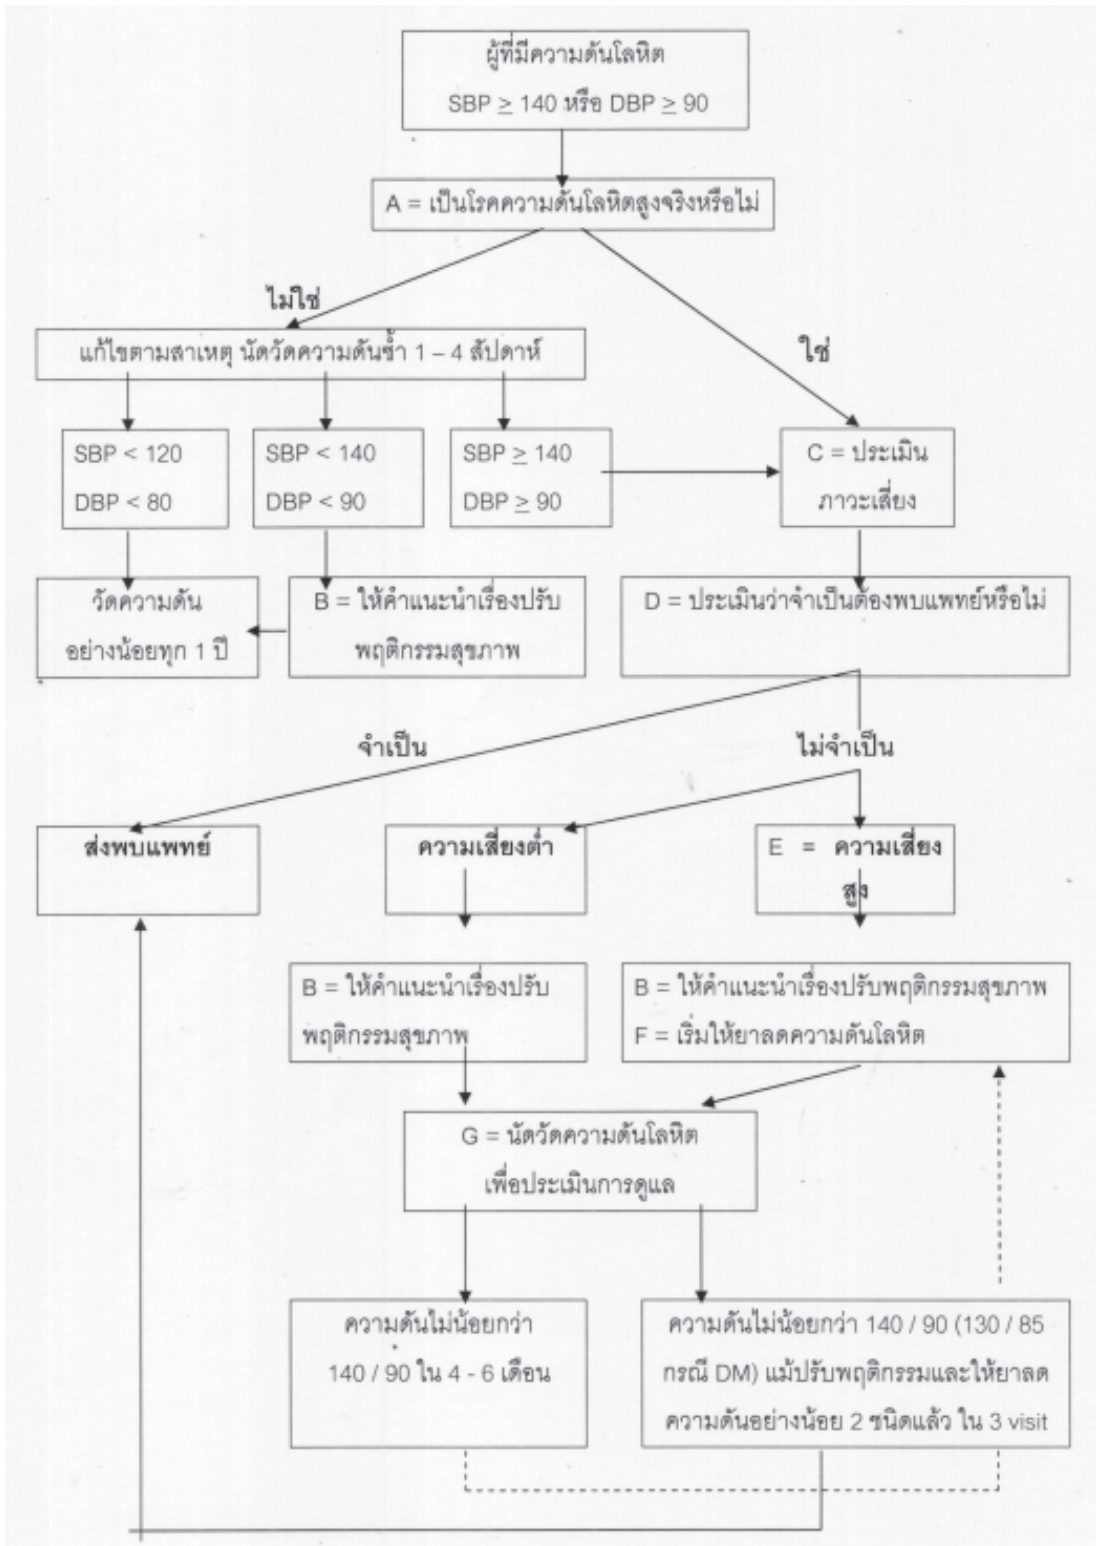 ผู้ที่มีความดันโลหิต
SBP ≥ 140 หรือ DBP ≥ 90
A = เป็นโรคความดันโลหิตสูงจริงหรือไม่
ไม่ใช่
ใช่
แก้ไขตามสาเหตุ นัดวัดความดันซ้ำ 1 – 4 สัปดาห์
SBP < 120
DBP < 80
SBP < 140
DBP < 90
SBP ≥ 140
DBP ≥ 90
C = ประเมิน
ภาวะเสี่ยง
วัดความดัน
อย่างน้อยทุก 1 ปี
B = ให้คำแนะนำเรื่องปรับ
พฤติกรรมสุขภาพ
D = ประเมินว่าจำเป็นต้องพบแพทย์หรือไม่
จำเป็น
ไม่จำเป็น
ส่งพบแพทย์
ความเสี่ยงต่ำ
E = ความเสี่ยง
สูง
B = ให้คำแนะนำเรื่องปรับ
พฤติกรรมสุขภาพ
B = ให้คำแนะนำเรื่องปรับพฤติกรรมสุขภาพ
F = เริ่มให้ยาลดความดันโลหิต
G = นัดวัดความดันโลหิต
เพื่อประเมินการดูแล
ความดันไม่น้อยกว่า
140 / 90 ใน 4 - 6 เดือน
ความดันไม่น้อยกว่า 140 / 90 (130 / 85
กรณี DM) แม้ปรับพฤติกรรมและให้ยาลด
ความดันอย่างน้อย 2 ชนิดแล้ว ใน 3 visit